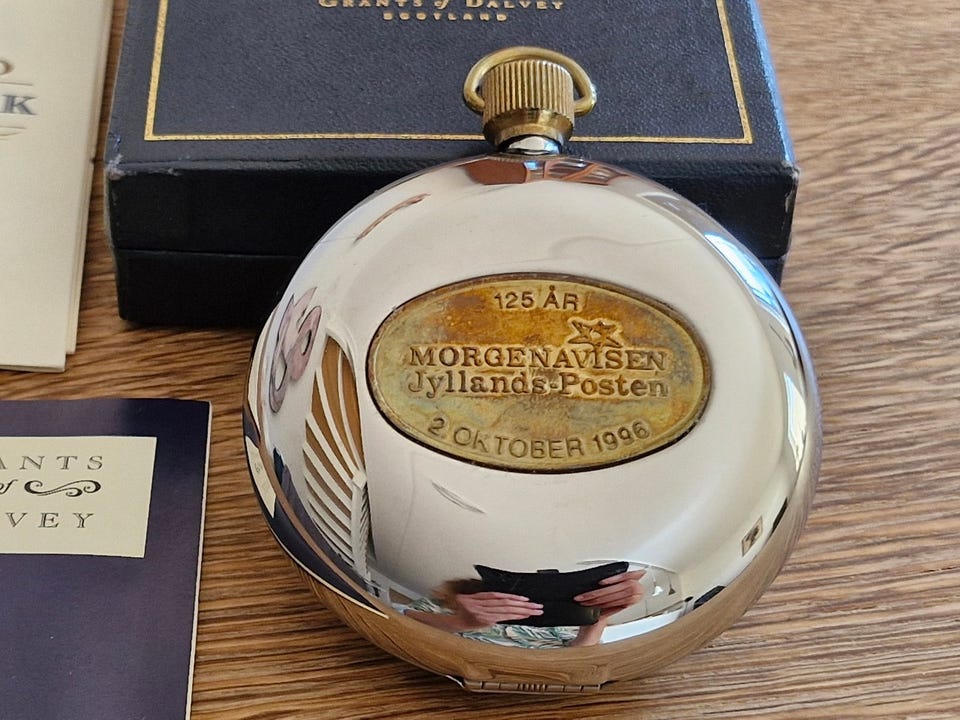 GRANTS of DALVEY
SCOTLAND
K
125 ÅR
MORGENAVISEN
Jyllands-Posten
2 OKTOBER 1996
ANTS
of
VEY